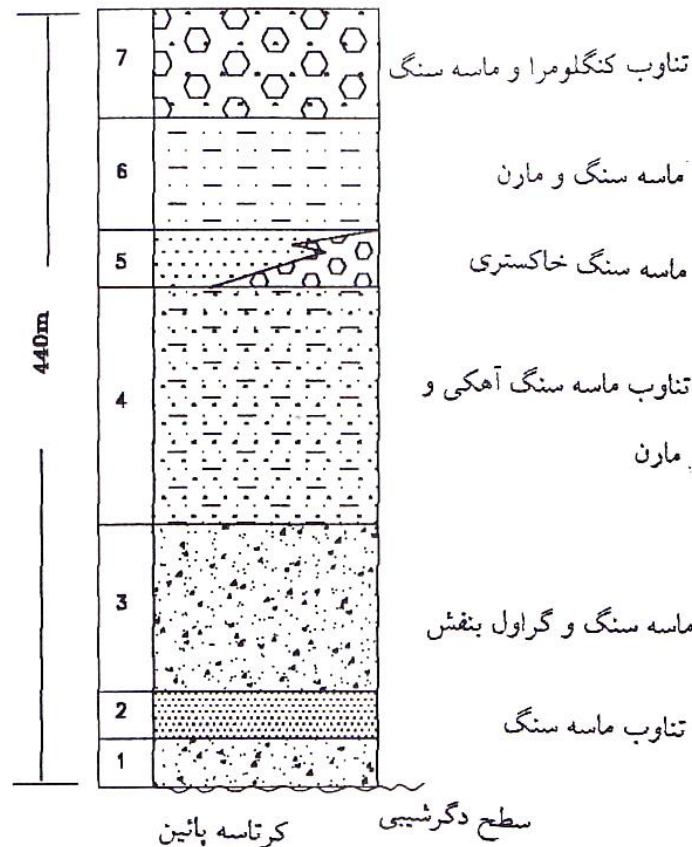 7
تناوب کنگلومرا و ماسه سنگ
6
ماسه سنگ و مارن
5
ماسه سنگ خاکستری
440m
4
تناوب ماسه سنگ آهکی و
مارن
3
ماسه سنگ و گراول بنفش
2
تناوب ماسه سنگ
1
سطح دگرشیبی
کرتاسه پائین